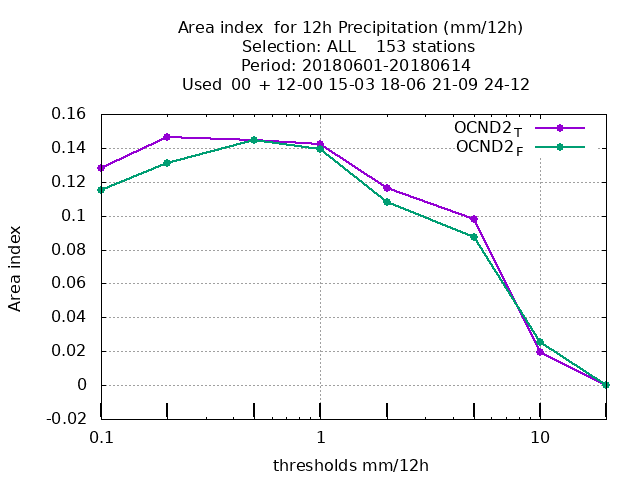 Area index  for 12h Precipitation (mm/12h)
Selection: ALL    153 stations
Period: 20180601-20180614
Used  00 + 12-00 15-03 18-06 21-09 24-12
OCND2T
OCND2F
0.16
0.14
0.12
0.1
0.08
0.06
0.04
0.02
0
-0.02
Area index
0.1 1 10
thresholds mm/12h